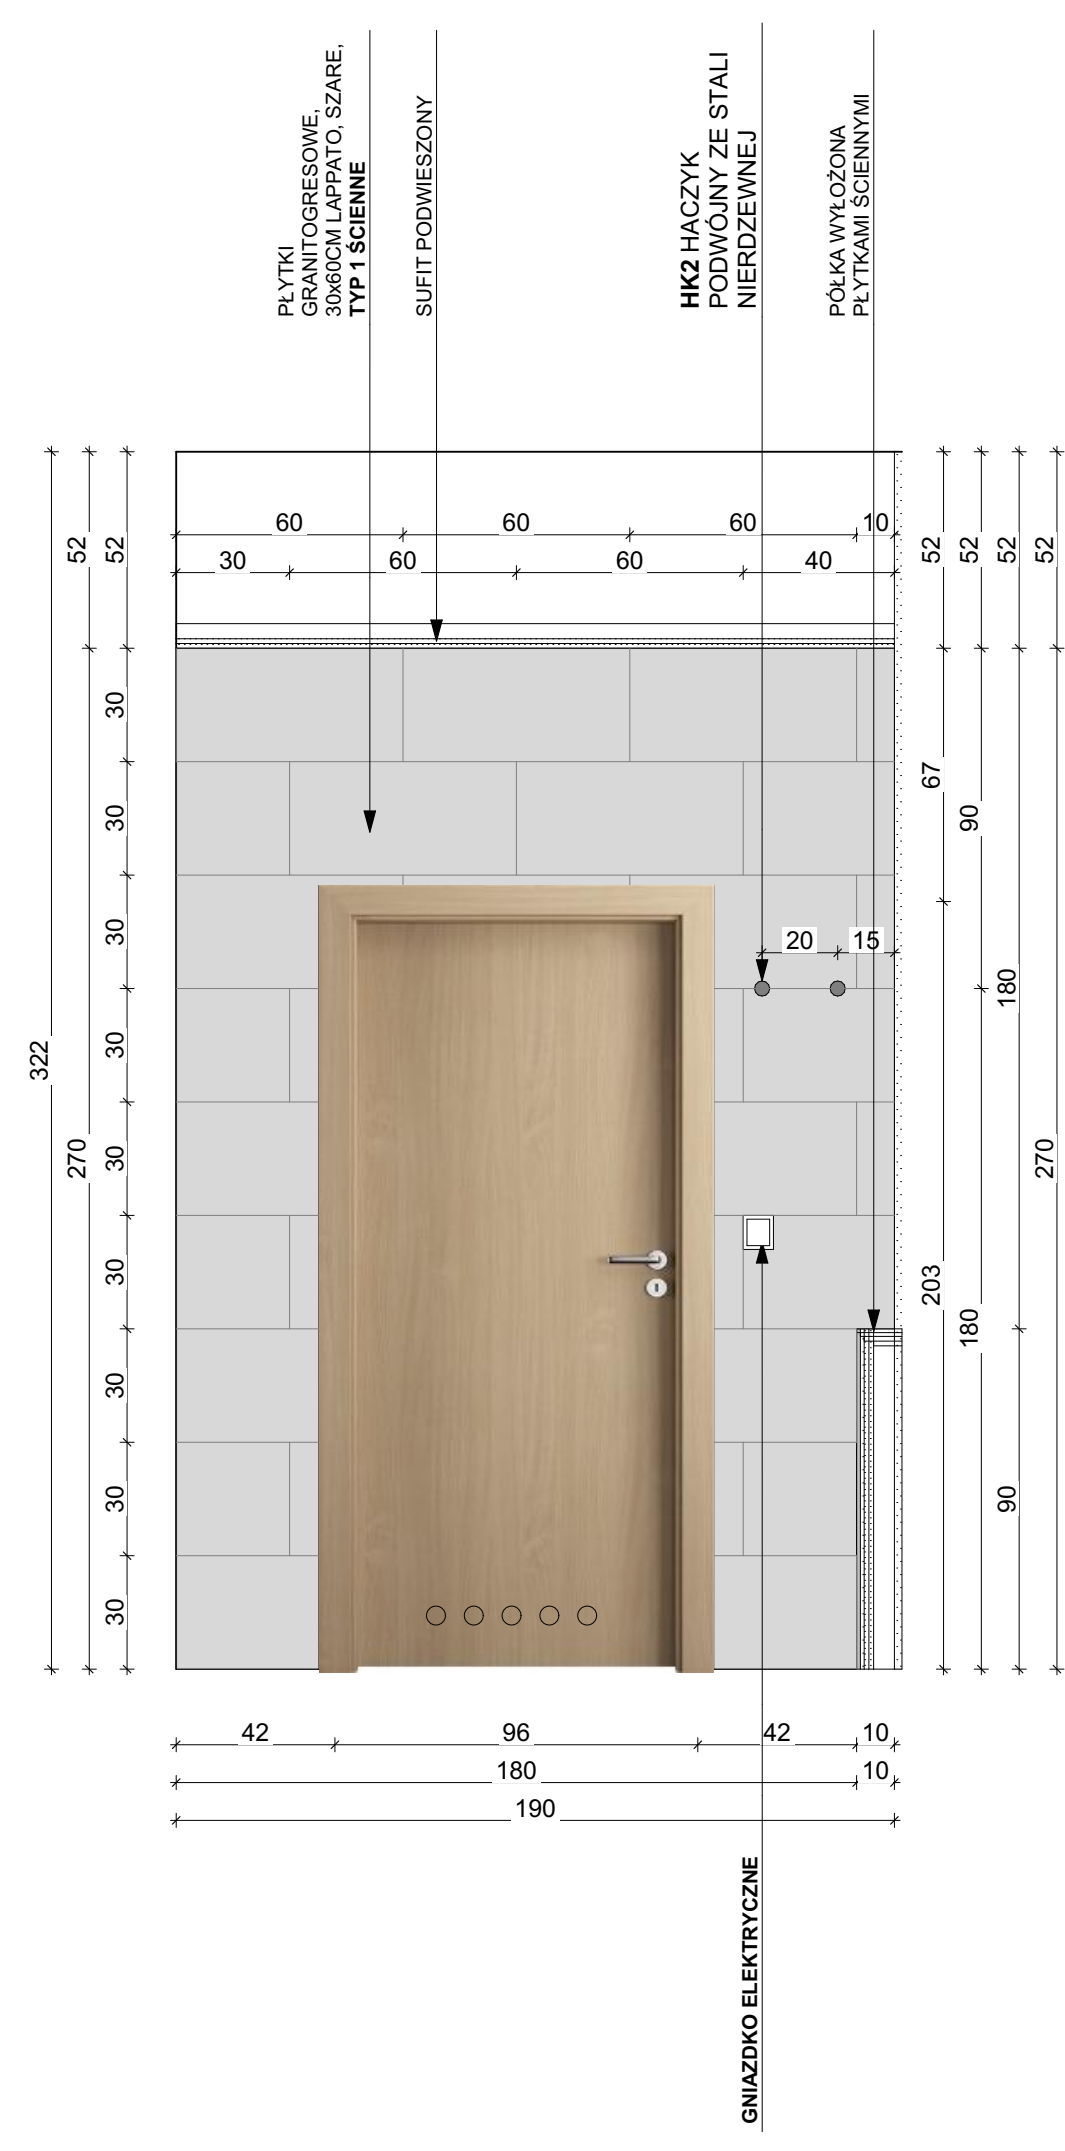 PŁYTKI
GRANITOGRESOWE,
30x60CM LAPPATO, SZARE,
TYP 1 ŚCIENNE
SUFIT PODWIESZONY
HK2 HACZYK
PODWÓJNY ZE STALI
NIERDZEWNEJ
PÓŁKA WYŁOŻONA
PŁYTKAMI ŚCIENNYMI
60 60 60 10
30 60 60 40
322
52
270
52
30
30
30
30
30
30
30
30
30
20 15
52
67
203
52
90
180
52
180
90
52
270
42 96 42 10
180 10
190
GNIAZDKO ELEKTRYCZNE